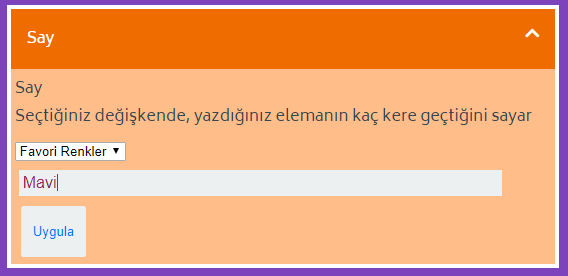 Say
Say
Seçtiğiniz değişkende, yazdığınız elemanın kaç kere geçtiğini sayar
Favori Renkler
Mavi
Uygula